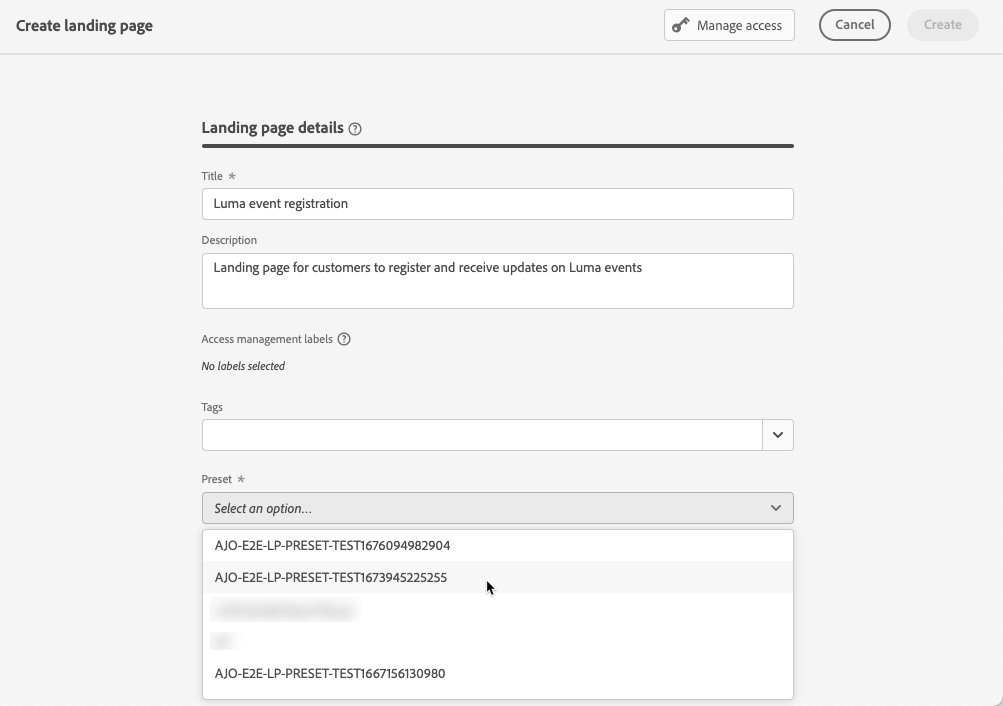 Create landing page
Manage access
Cancel
Create
Landing page details
Title *
Luma event registration
Description
Landing page for customers to register and receive updates on Luma events
Access management labels
No labels selected
Tags
Preset *
Select an option...
AJO-E2E-LP-PRESET-TEST1676094982904
AJO-E2E-LP-PRESET-TEST1673945225255
AJO-E2E-LP-PRESET-TEST1667156130980